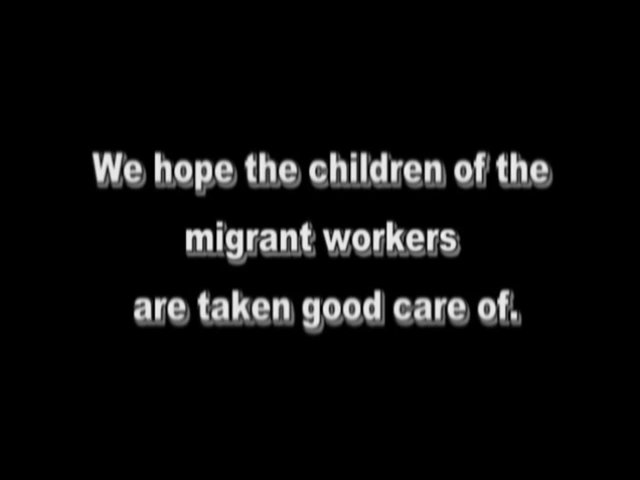 We hope the children of the
migrant workers
are taken good care of.